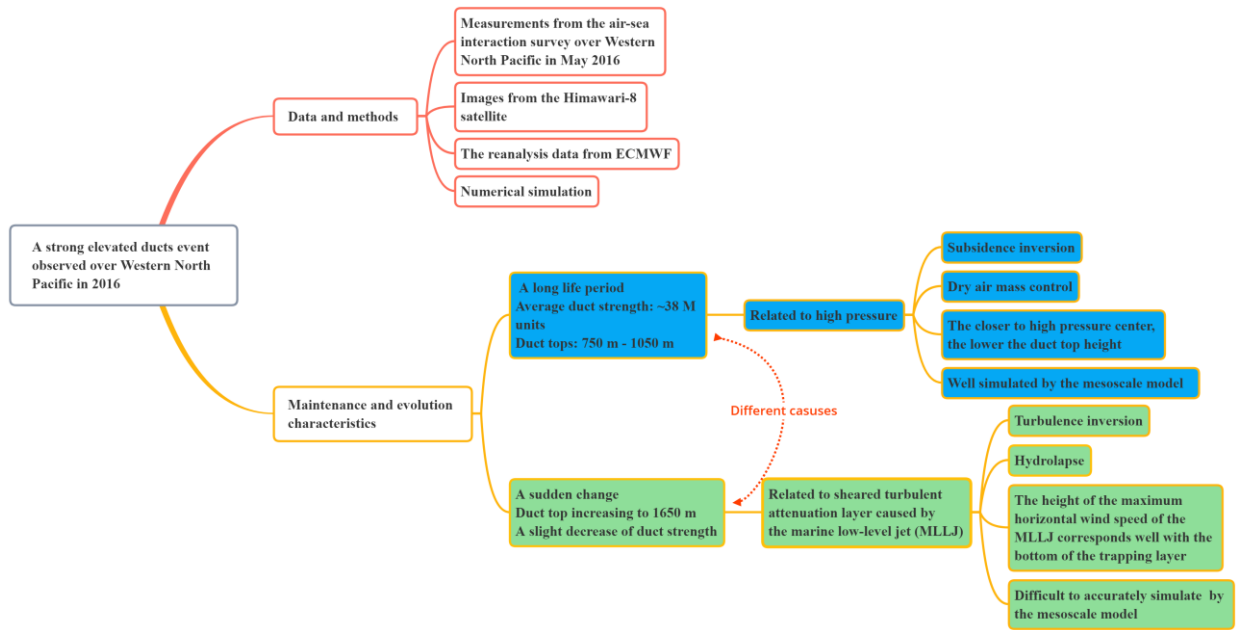 A strong elevated ducts event
observed over Western North
Pacific in 2016
Data and methods
Measurements from the air-sea
interaction survey over Western
North Pacific in May 2016
Images from the Himawari-8
satellite
The reanalysis data from ECMWF
Numerical simulation
Maintenance and evolution
characteristics
A long life period
Average duct strength: ~38 M
units
Duct tops: 750 m - 1050 m
Related to high pressure
Subsidence inversion
Dry air mass control
The closer to high pressure center,
the lower the duct top height
Well simulated by the mesoscale model
Different casuses
A sudden change
Duct top increasing to 1650 m
A slight decrease of duct strength
Related to sheared turbulent
attenuation layer caused by
the marine low-level jet (MLLJ)
Turbulence inversion
Hydrolapse
The height of the maximum
horizontal wind speed of the
MLLJ corresponds well with the
bottom of the trapping layer
Difficult to accurately simulate by
the mesoscale model